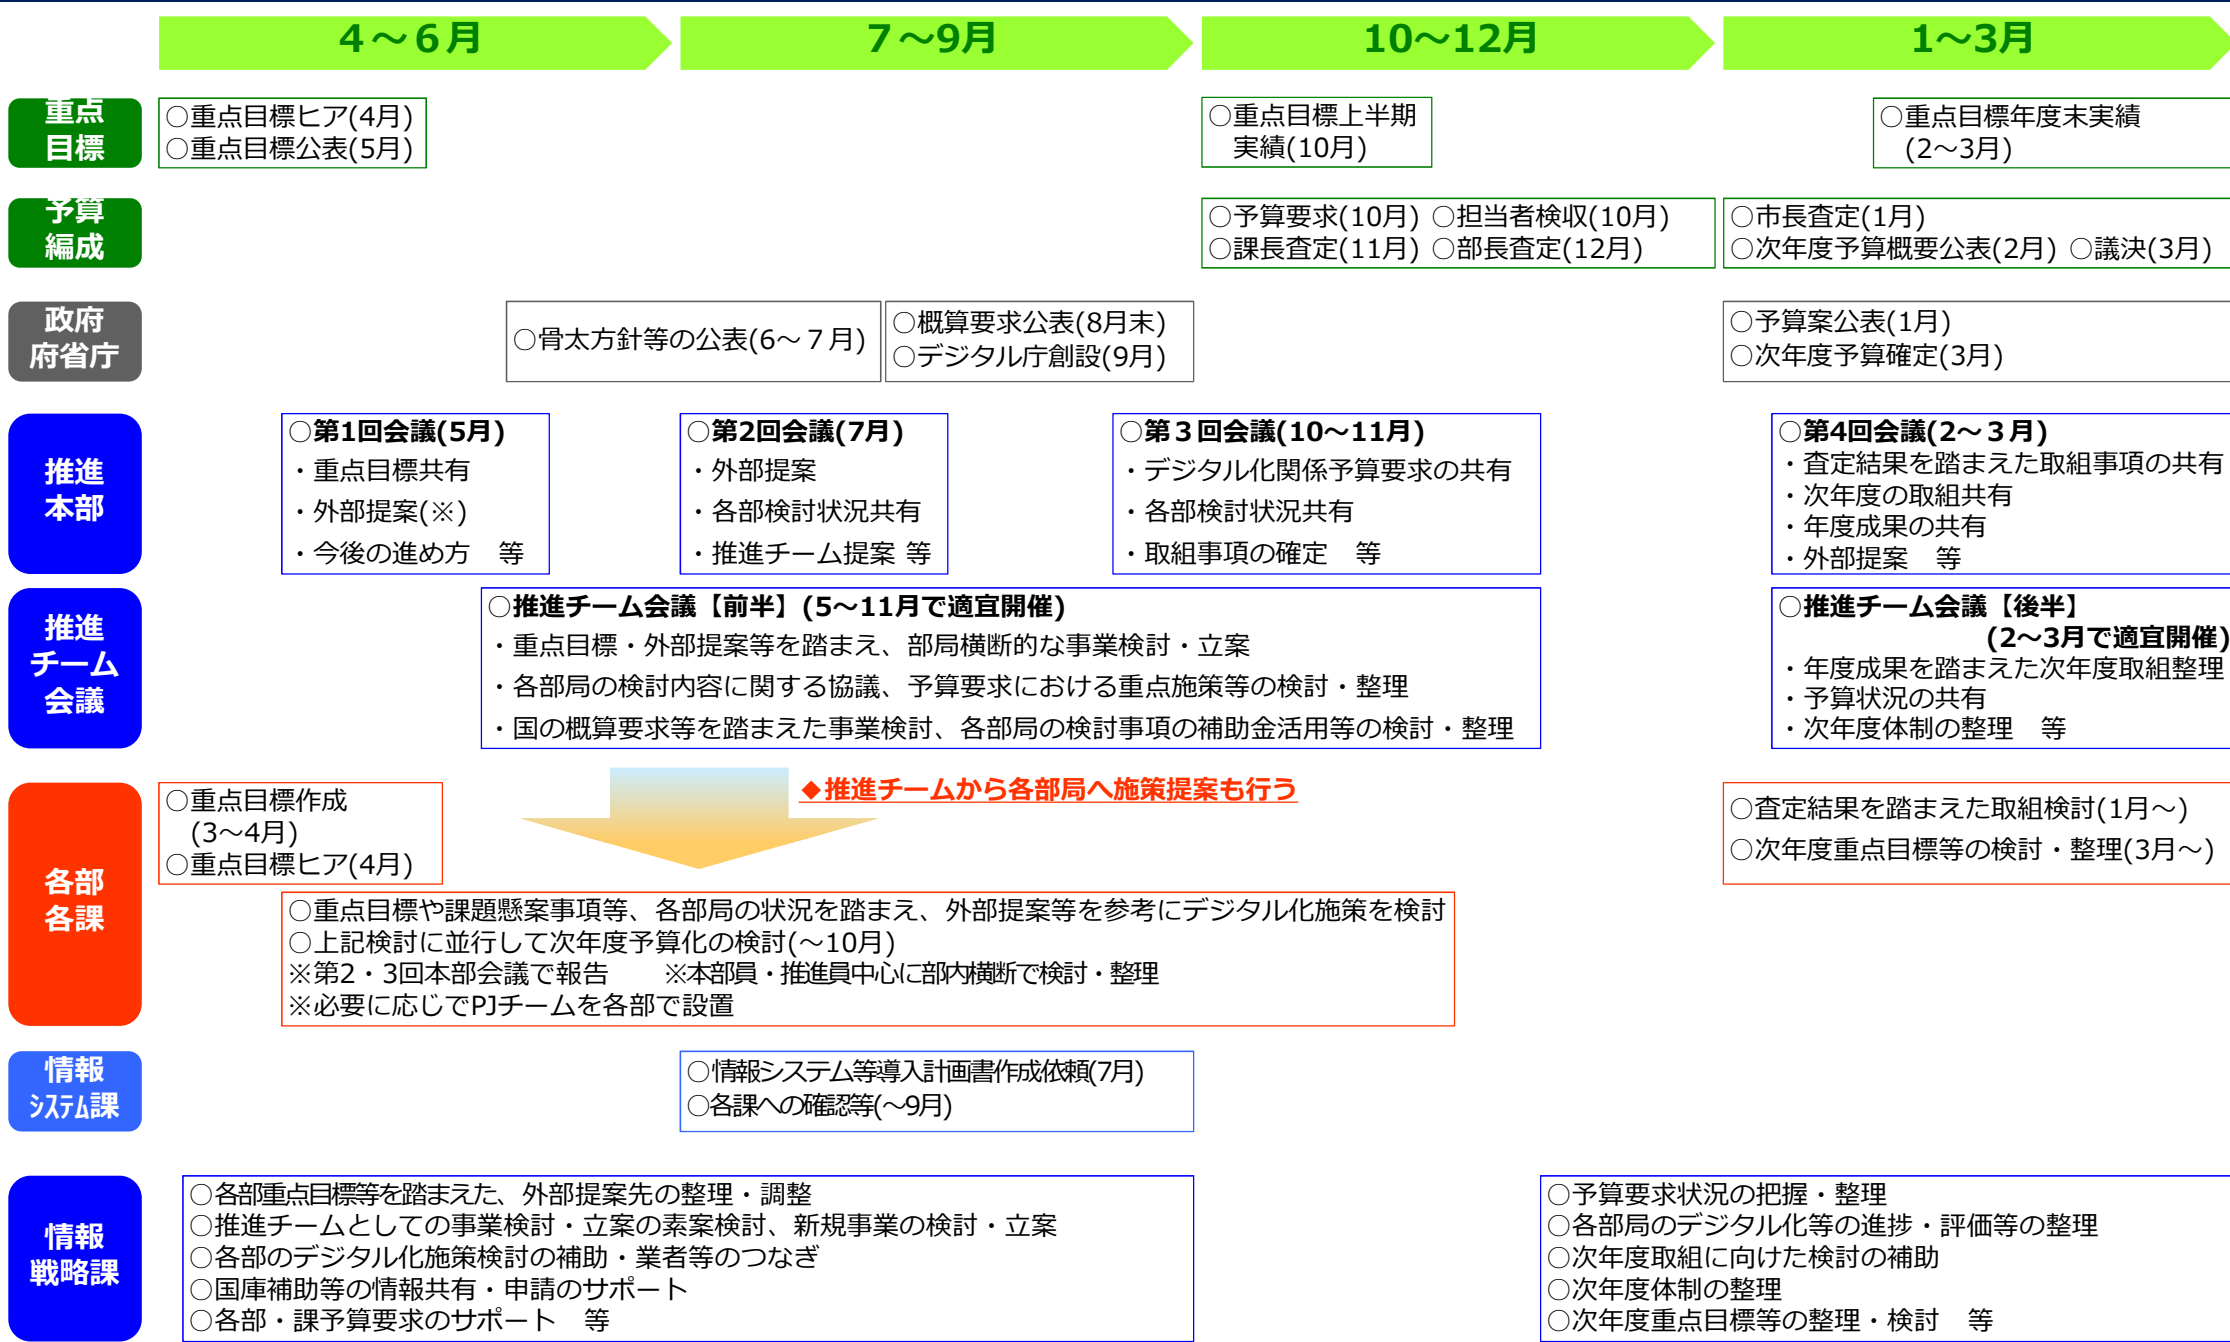 4～6月
7～9月
10～12月
1～3月
重点
目標
○重点目標ヒア(4月)
○重点目標公表(5月)
○重点目標上半期
実績(10月)
○重点目標年度末実績
(2～3月)
予算
編成
○予算要求(10月) ○担当者検収(10月)
○課長査定(11月) ○部長査定(12月)
○市長査定(1月)
○次年度予算概要公表(2月) ○議決(3月)
政府
府省庁
○骨太方針等の公表(6～７月)
○概算要求公表(8月末)
○デジタル庁創設(9月)
○予算案公表(1月)
○次年度予算確定(3月)
推進
本部
○第1回会議(5月)
・重点目標共有
・外部提案(※)
・今後の進め方　等
○第2回会議(7月)
・外部提案
・各部検討状況共有
・推進チーム提案 等
○第３回会議(10～11月)
・デジタル化関係予算要求の共有
・各部検討状況共有
・取組事項の確定　等
○第4回会議(2～３月)
・査定結果を踏まえた取組事項の共有
・次年度の取組共有
・年度成果の共有
・外部提案　等
推進
チーム
会議
○推進チーム会議【前半】(5～11月で適宜開催)
・重点目標・外部提案等を踏まえ、部局横断的な事業検討・立案
・各部局の検討内容に関する協議、予算要求における重点施策等の検討・整理
・国の概算要求等を踏まえた事業検討、各部局の検討事項の補助金活用等の検討・整理
○推進チーム会議【後半】
(2～3月で適宜開催)
・年度成果を踏まえた次年度取組整理
・予算状況の共有
・次年度体制の整理　等
◆推進チームから各部局へ施策提案も行う
各部
各課
○重点目標作成
(3～4月)
○重点目標ヒア(4月)
○査定結果を踏まえた取組検討(1月～)
○次年度重点目標等の検討・整理(3月～)
○重点目標や課題懸案事項等、各部局の状況を踏まえ、外部提案等を参考にデジタル化施策を検討
○上記検討に並行して次年度予算化の検討(～10月)
※第2・3回本部会議で報告　　※本部員・推進員中心に部内横断で検討・整理
※必要に応じでPJチームを各部で設置
情報
ｼｽﾃﾑ課
○情報システム等導入計画書作成依頼(7月)
○各課への確認等(～9月)
情報
戦略課
○各部重点目標等を踏まえた、外部提案先の整理・調整
○推進チームとしての事業検討・立案の素案検討、新規事業の検討・立案
○各部のデジタル化施策検討の補助・業者等のつなぎ
○国庫補助等の情報共有・申請のサポート
○各部・課予算要求のサポート　等
○予算要求状況の把握・整理
○各部局のデジタル化等の進捗・評価等の整理
○次年度取組に向けた検討の補助
○次年度体制の整理
○次年度重点目標等の整理・検討　等